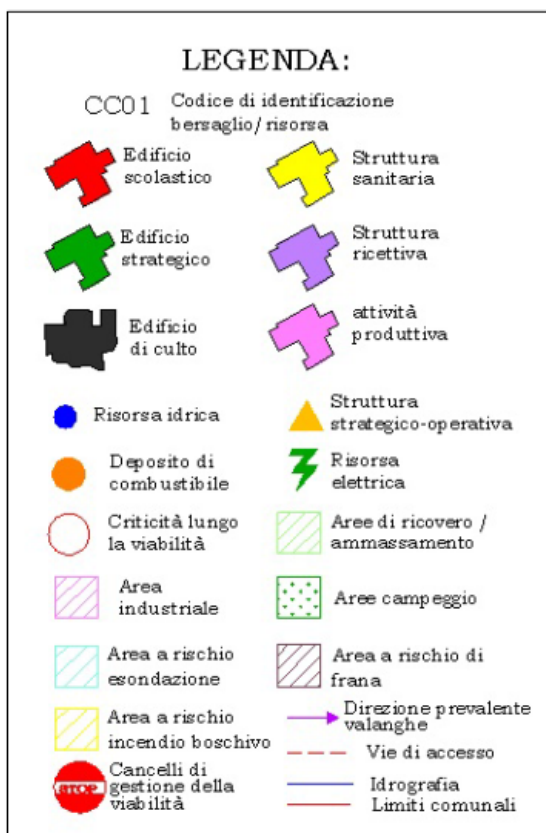 LEGENDA:
CC01 Codice di identificazione
bersaglio/risorsa
Edificio
scolastico
Struttura
sanitaria
Edificio
strategico
Struttura
ricettiva
Edificio
di culto
attività
produttiva
Risorsa idrica
Struttura
strategico-operativa
Deposito di
combustibile
Risorsa
elettrica
Criticità lungo
la viabilità
Aree di ricovero /
ammassamento
Area
industriale
Aree campeggio
Area a rischio
esondazione
Area a rischio di
frana
Area a rischio
incendio boschivo
Direzione prevalente
valanghe
Vie di accesso
STOP
Cancelli di
gestione della
viabilità
Idrografia
Limiti comunali